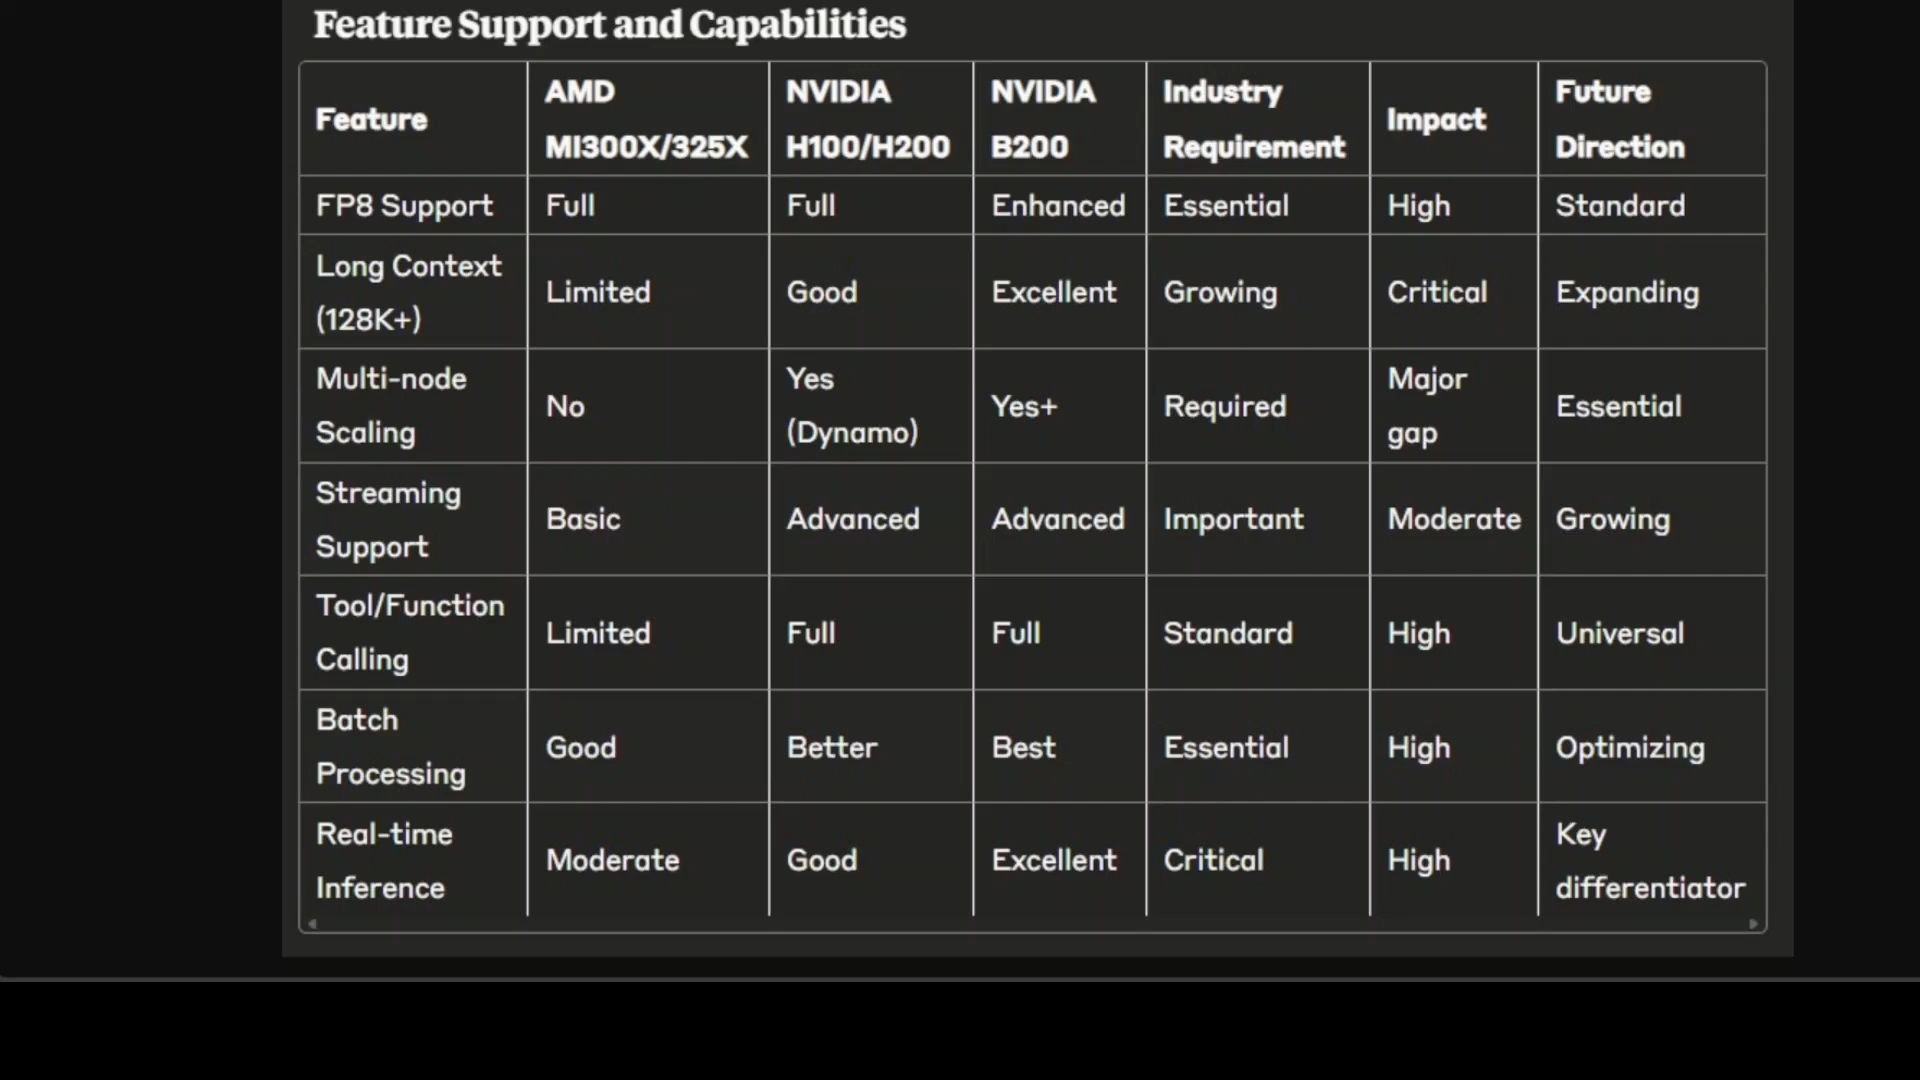 Feature Support and Capabilities
Feature
AMD
MI300X/325X
NVIDIA
H100/H200
NVIDIA
B200
Industry
Requirement
Impact
Future
Direction
FP8 Support
Full
Full
Enhanced
Essential
High
Standard
Long Context
(128K+)
Limited
Good
Excellent
Growing
Critical
Expanding
Multi-node
Scaling
No
Yes
(Dynamo)
Yes+
Required
Major
gap
Essential
Streaming
Support
Basic
Advanced
Advanced
Important
Moderate
Growing
Tool/Function
Calling
Limited
Full
Full
Standard
High
Universal
Batch
Processing
Good
Better
Best
Essential
High
Optimizing
Real-time
Inference
Moderate
Good
Excellent
Critical
High
Key
differentiator